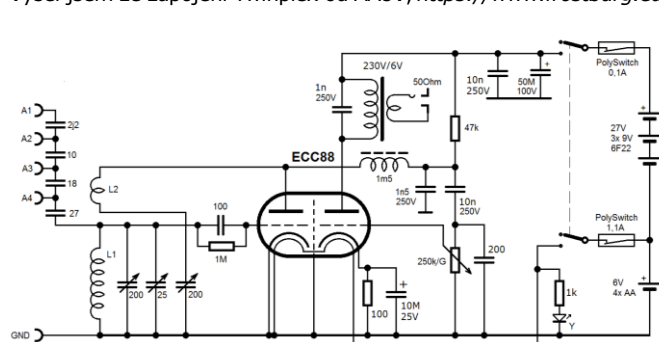 230V/6V
50Ohm
1n
250V
10n
250V
50M
100V
PolySwitch
0,1A
A1
A2
A3
A4
2j2
10
18
27
47k
27V
3x 9V
6F22
ECC88
1m5
1n5
250V
10n
250V
L2
L1
100
1M
PolySwitch
1,1A
200
25
200
250k/G
200
100
10M
25V
1k
Y
6V
4x AA
GND